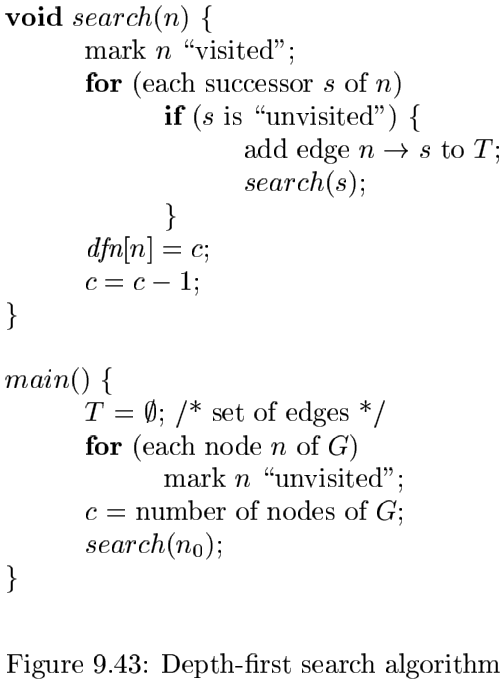 void search(n) {
mark n “visited”;
for (each successor s of n)
if (s is “unvisited”) {
add edge n → s to T;
search(s);
}
dfn[n] = c;
c = c − 1;
}
main() {
T = ∅; /* set of edges */
for (each node n of G)
mark n “unvisited”;
c = number of nodes of G;
search(n₀);
}
Figure 9.43: Depth-first search algorithm